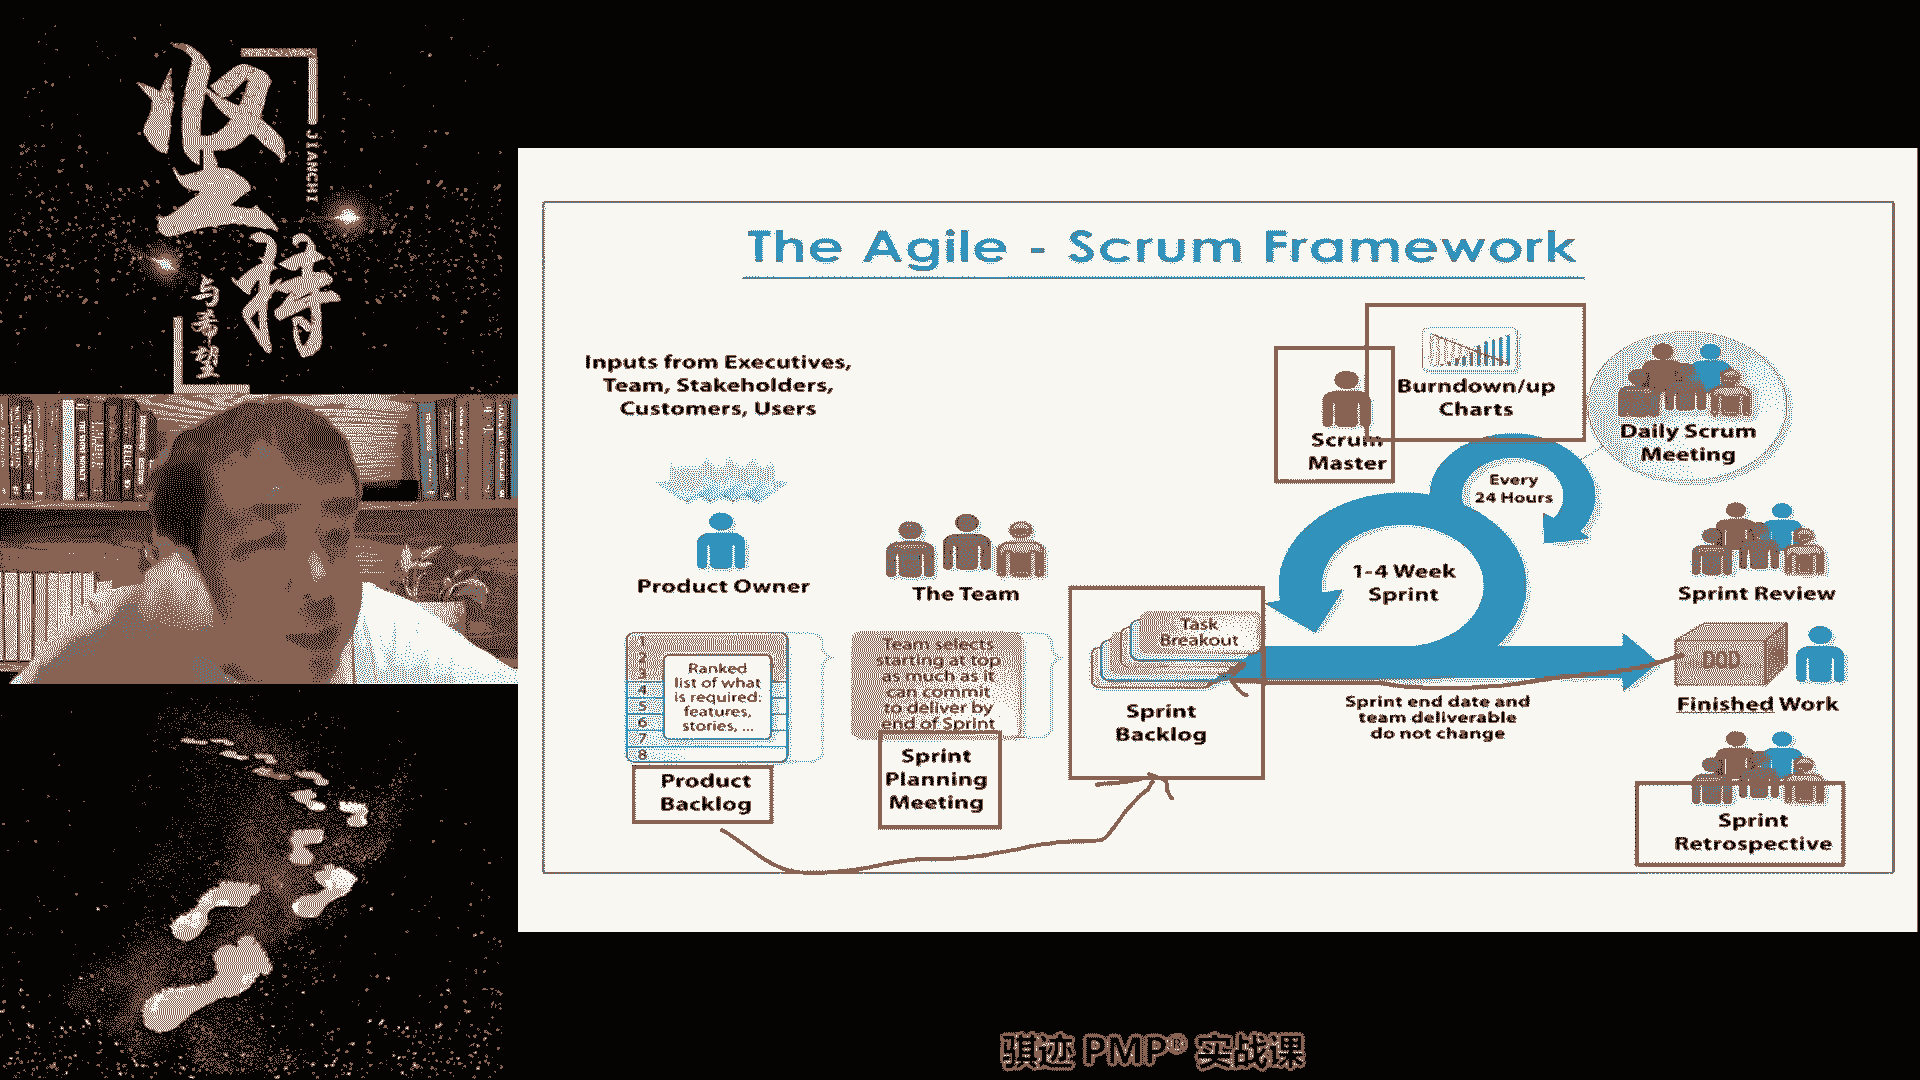 坚
持
JIANCHI
与希望
The Agile - Scrum Framework
Inputs from Executives,
Team, Stakeholders,
Customers, Users
Product Owner
The Team
1
2
3
4
5
6
7
8
Ranked
list of what
is required:
features,
stories, ...
Product
Backlog
Team selects
starting at top
as much as it
can commit
to deliver by
end of Sprint
Sprint
Planning
Meeting
Task
Breakout
Sprint
Backlog
Scrum
Master
Burndown/up
Charts
Every
24 Hours
1-4 Week
Sprint
Sprint end date and
team deliverable
do not change
Daily Scrum
Meeting
Sprint Review
DOD
Finished Work
Sprint
Retrospective
骐迹 PMP® 实战课